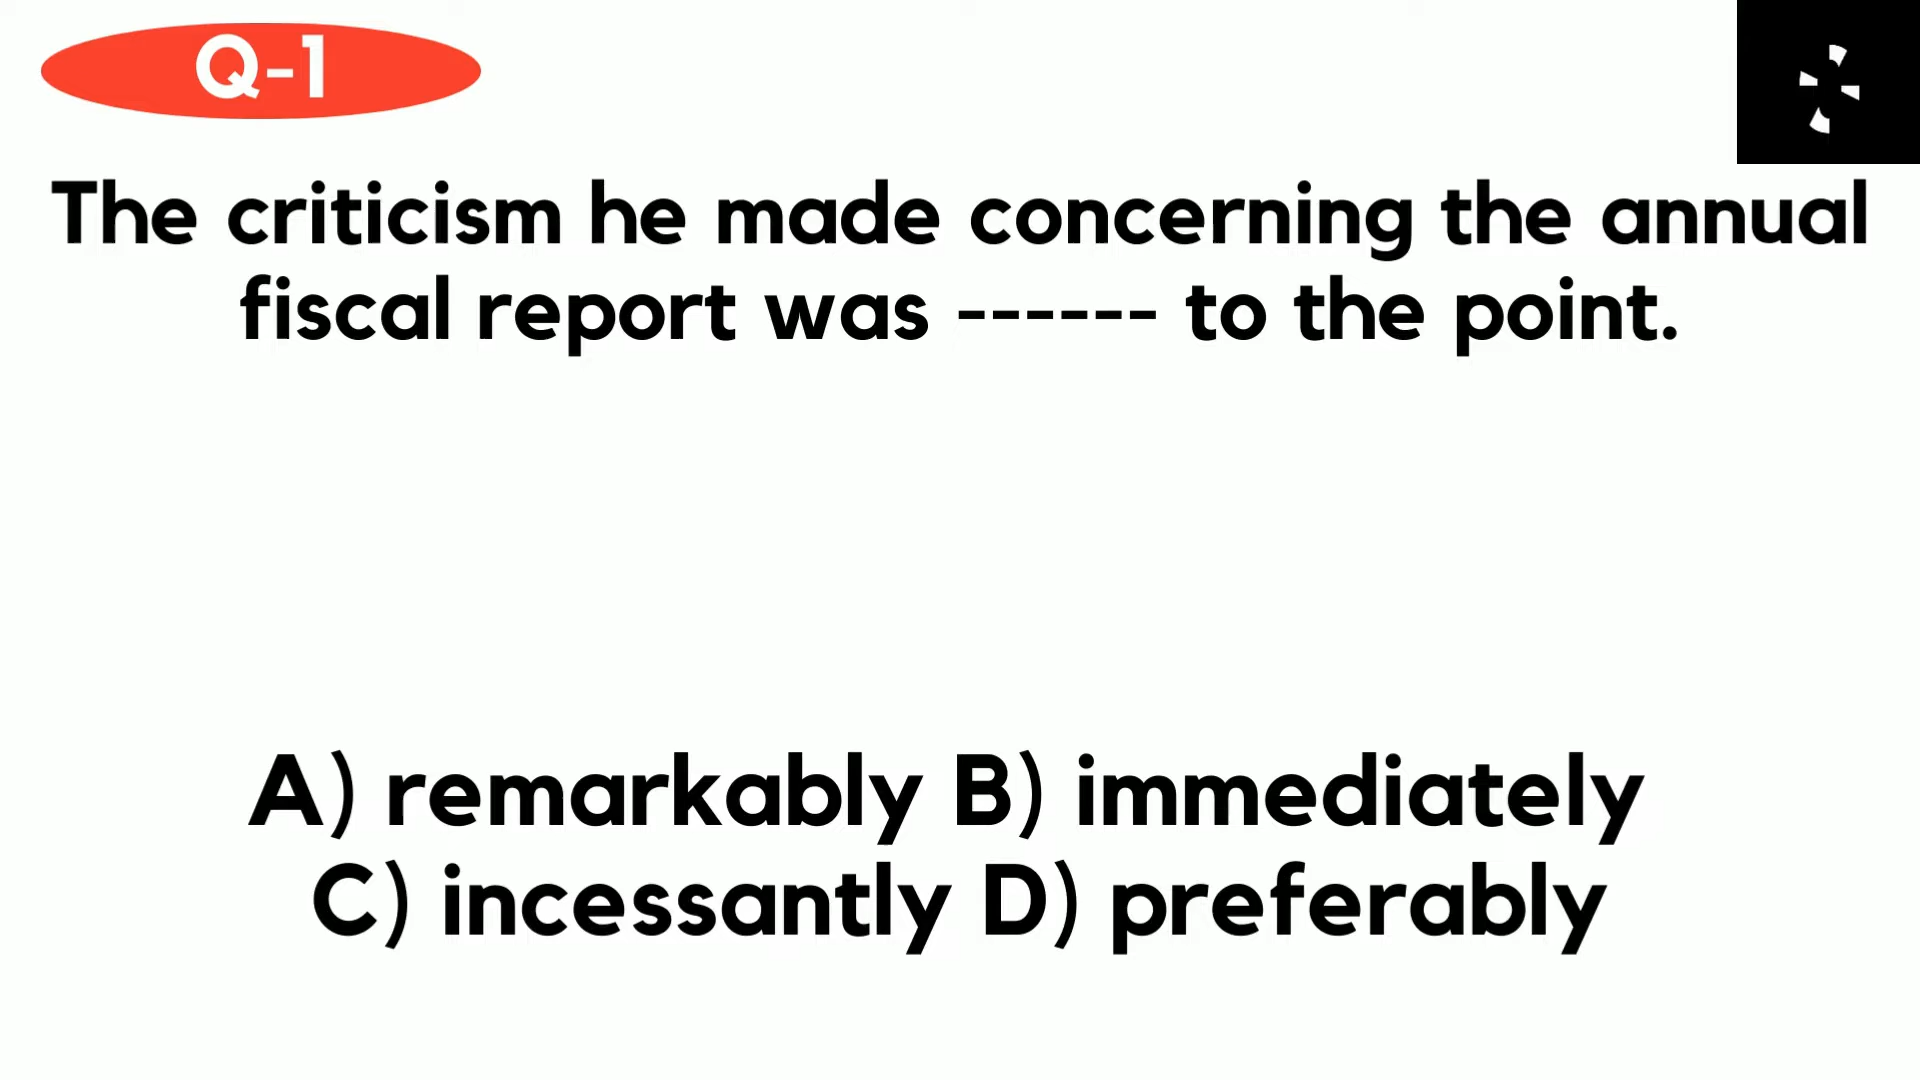 Q-1
The criticism he made concerning the annual
fiscal report was ------ to the point.
A) remarkably B) immediately
C) incessantly D) preferably